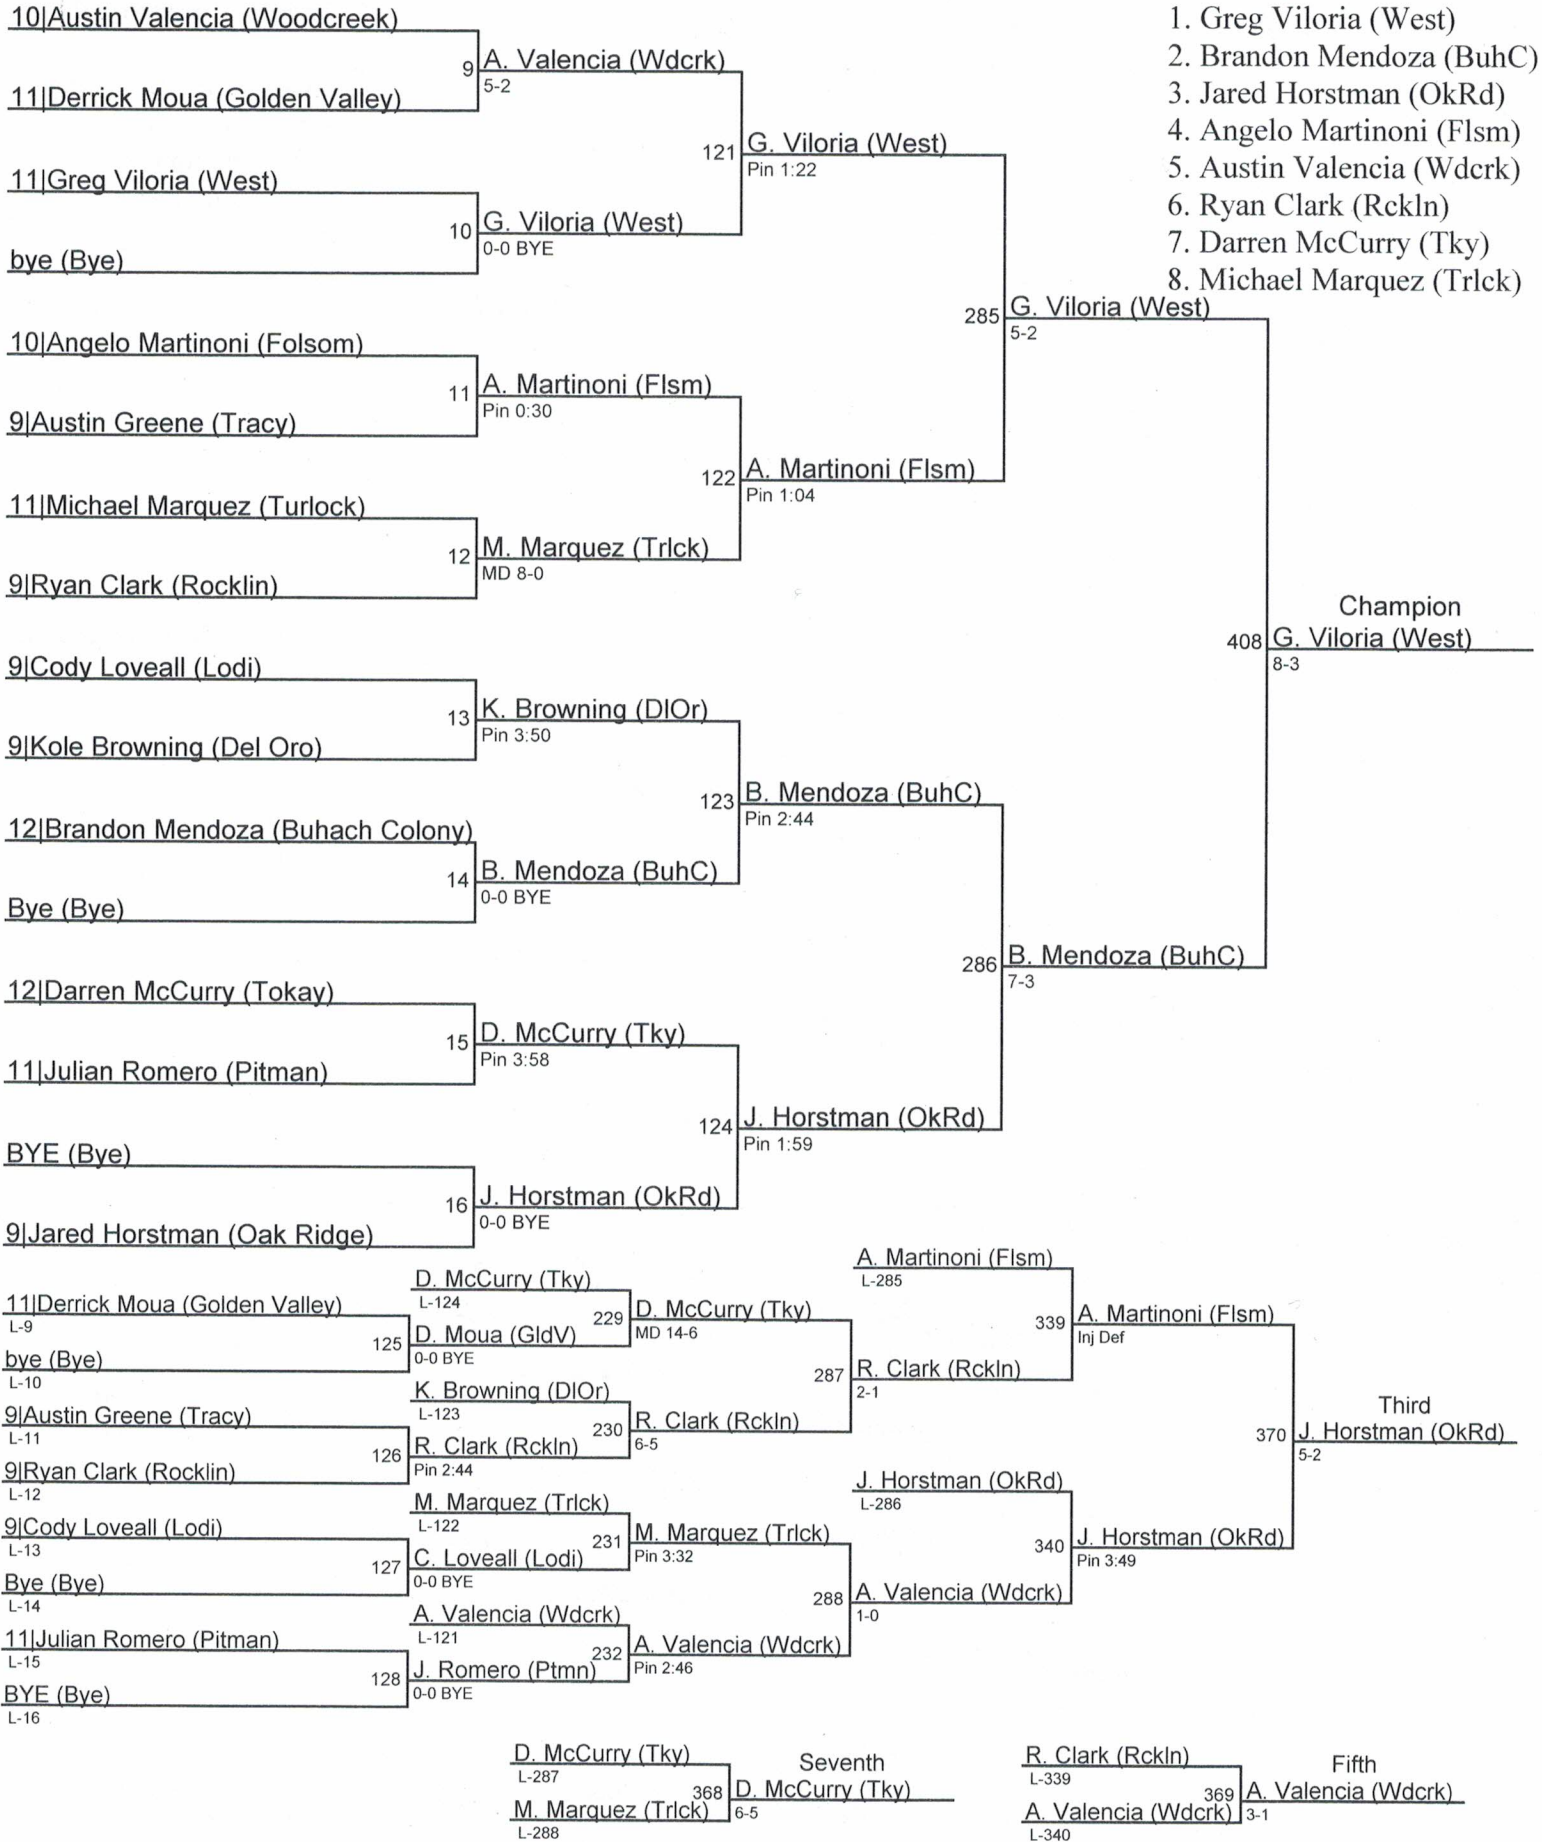 1. Greg Viloria (West)
2. Brandon Mendoza (BuhC)
3. Jared Horstman (OkRd)
4. Angelo Martinoni (Flsm)
5. Austin Valencia (Wdcrk)
6. Ryan Clark (Rckln)
7. Darren McCurry (Tky)
8. Michael Marquez (Trlck)
10|Austin Valencia (Woodcreek)
11|Derrick Moua (Golden Valley)
11|Greg Viloria (West)
bye (Bye)
10|Angelo Martinoni (Folsom)
9|Austin Greene (Tracy)
11|Michael Marquez (Turlock)
9|Ryan Clark (Rocklin)
9|Cody Loveall (Lodi)
9|Kole Browning (Del Oro)
12|Brandon Mendoza (Buhach Colony)
Bye (Bye)
12|Darren McCurry (Tokay)
11|Julian Romero (Pitman)
BYE (Bye)
9|Jared Horstman (Oak Ridge)
9 A. Valencia (Wdcrk)
5-2
10 G. Viloria (West)
0-0 BYE
11 A. Martinoni (Flsm)
Pin 0:30
12 M. Marquez (Trlck)
MD 8-0
13 K. Browning (DlOr)
Pin 3:50
14 B. Mendoza (BuhC)
0-0 BYE
15 D. McCurry (Tky)
Pin 3:58
16 J. Horstman (OkRd)
0-0 BYE
121 G. Viloria (West)
Pin 1:22
122 A. Martinoni (Flsm)
Pin 1:04
123 B. Mendoza (BuhC)
Pin 2:44
124 J. Horstman (OkRd)
Pin 1:59
285 G. Viloria (West)
5-2
286 B. Mendoza (BuhC)
7-3
Champion
408 G. Viloria (West)
8-3
11|Derrick Moua (Golden Valley)
L-9
bye (Bye)
L-10
9|Austin Greene (Tracy)
L-11
9|Ryan Clark (Rocklin)
L-12
9|Cody Loveall (Lodi)
L-13
Bye (Bye)
L-14
11|Julian Romero (Pitman)
L-15
BYE (Bye)
L-16
D. McCurry (Tky)
L-124
125 D. Moua (GldV)
0-0 BYE
K. Browning (DlOr)
L-123
126 R. Clark (Rckln)
Pin 2:44
M. Marquez (Trlck)
L-122
127 C. Loveall (Lodi)
0-0 BYE
A. Valencia (Wdcrk)
L-121
128 J. Romero (Ptmn)
0-0 BYE
229 D. McCurry (Tky)
MD 14-6
230 R. Clark (Rckln)
6-5
231 M. Marquez (Trlck)
Pin 3:32
232 A. Valencia (Wdcrk)
Pin 2:46
A. Martinoni (Flsm)
L-285
287 R. Clark (Rckln)
2-1
J. Horstman (OkRd)
L-286
288 A. Valencia (Wdcrk)
1-0
339 A. Martinoni (Flsm)
Inj Def
340 J. Horstman (OkRd)
Pin 3:49
Third
370 J. Horstman (OkRd)
5-2
D. McCurry (Tky)
L-287
M. Marquez (Trlck)
L-288
Seventh
368 D. McCurry (Tky)
6-5
R. Clark (Rckln)
L-339
A. Valencia (Wdcrk)
L-340
Fifth
369 A. Valencia (Wdcrk)
3-1